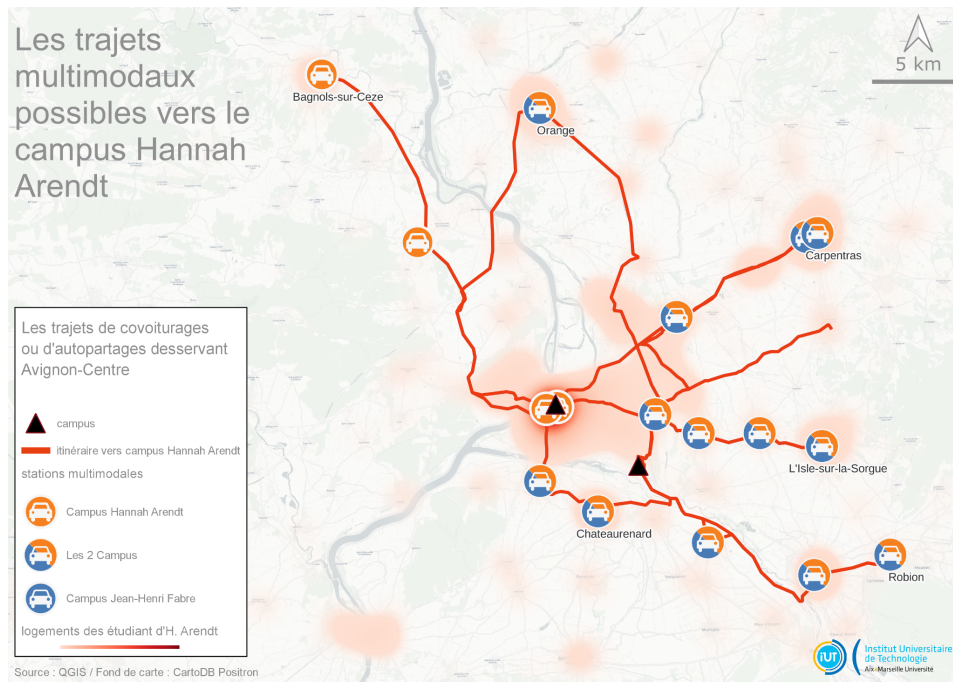 Les trajets
multimodaux
possibles vers le
campus Hannah
Arendt
5 km
Bagnols-sur-Ceze
Orange
Carpentras
L'Isle-sur-la-Sorgue
Chateaurenard
Robion
Les trajets de covoiturages
ou d'autopartages desservant
Avignon-Centre
campus
itinéraire vers campus Hannah Arendt
stations multimodales
Campus Hannah Arendt
Les 2 Campus
Campus Jean-Henri Fabre
logements des étudiant d'H. Arendt
Source : QGIS / Fond de carte : CartoDB Positron
iUT
Institut Universitaire
de Technologie
Aix-Marseille Université